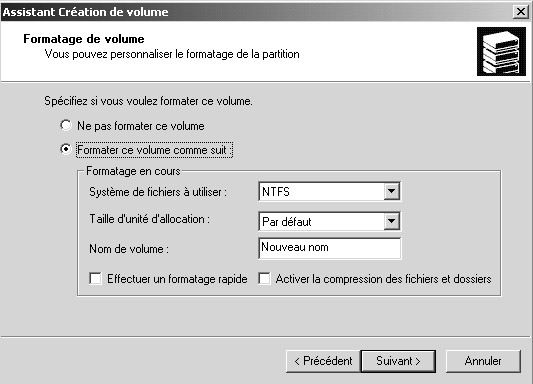 Assistant Création de volume
Formatage de volume
Vous pouvez personnaliser le formatage de la partition
Spécifiez si vous voulez formater ce volume.
Ne pas formater ce volume
Formater ce volume comme suit :
Formatage en cours
Système de fichiers à utiliser : NTFS
Taille d'unité d'allocation : Par défaut
Nom de volume : Nouveau nom
Effectuer un formatage rapide Activer la compression des fichiers et dossiers
< Précédent Suivant > Annuler